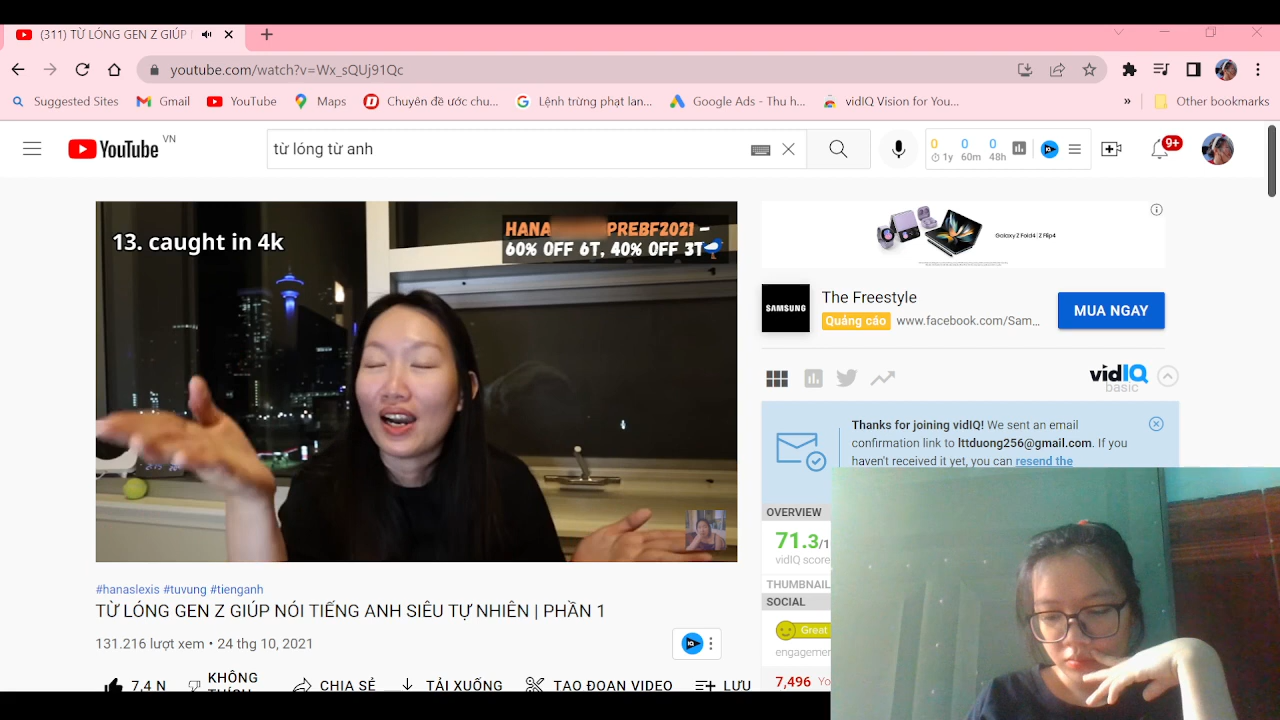 (311) TỪ LÓNG GEN Z GIÚP
youtube.com/watch?v=Wx_sQUj91Qc
Suggested Sites
Gmail
YouTube
Maps
Chuyên đề ước chu...
Lệnh trừng phạt lan...
Google Ads - Thu h...
vidIQ Vision for You...
»
Other bookmarks
YouTube VN
từ lóng từ anh
0 0 0
1y 60m 48h
9+
13. caught in 4k
HANA PREBF2021 -
60% OFF 6T, 40% OFF 3T
Galaxy Z Fold4 | Z Flip4
SAMSUNG
The Freestyle
Quảng cáo www.facebook.com/Sam...
MUA NGAY
vidIQ
basic
Thanks for joining vidIQ! We sent an email
confirmation link to lttduong256@gmail.com. If you
haven't received it yet, you can resend the
OVERVIEW
71.3/1
vidIQ score
THUMBNAIL
SOCIAL
Great
engagemen
7,496 Yo
#hanaslexis #tuvung #tienganh
TỪ LÓNG GEN Z GIÚP NÓI TIẾNG ANH SIÊU TỰ NHIÊN | PHẦN 1
131.216 lượt xem • 24 thg 10, 2021
7,4 N
KHÔNG
THÍCH
CHIA SẺ
TẢI XUỐNG
TẠO ĐOẠN VIDEO
LƯU